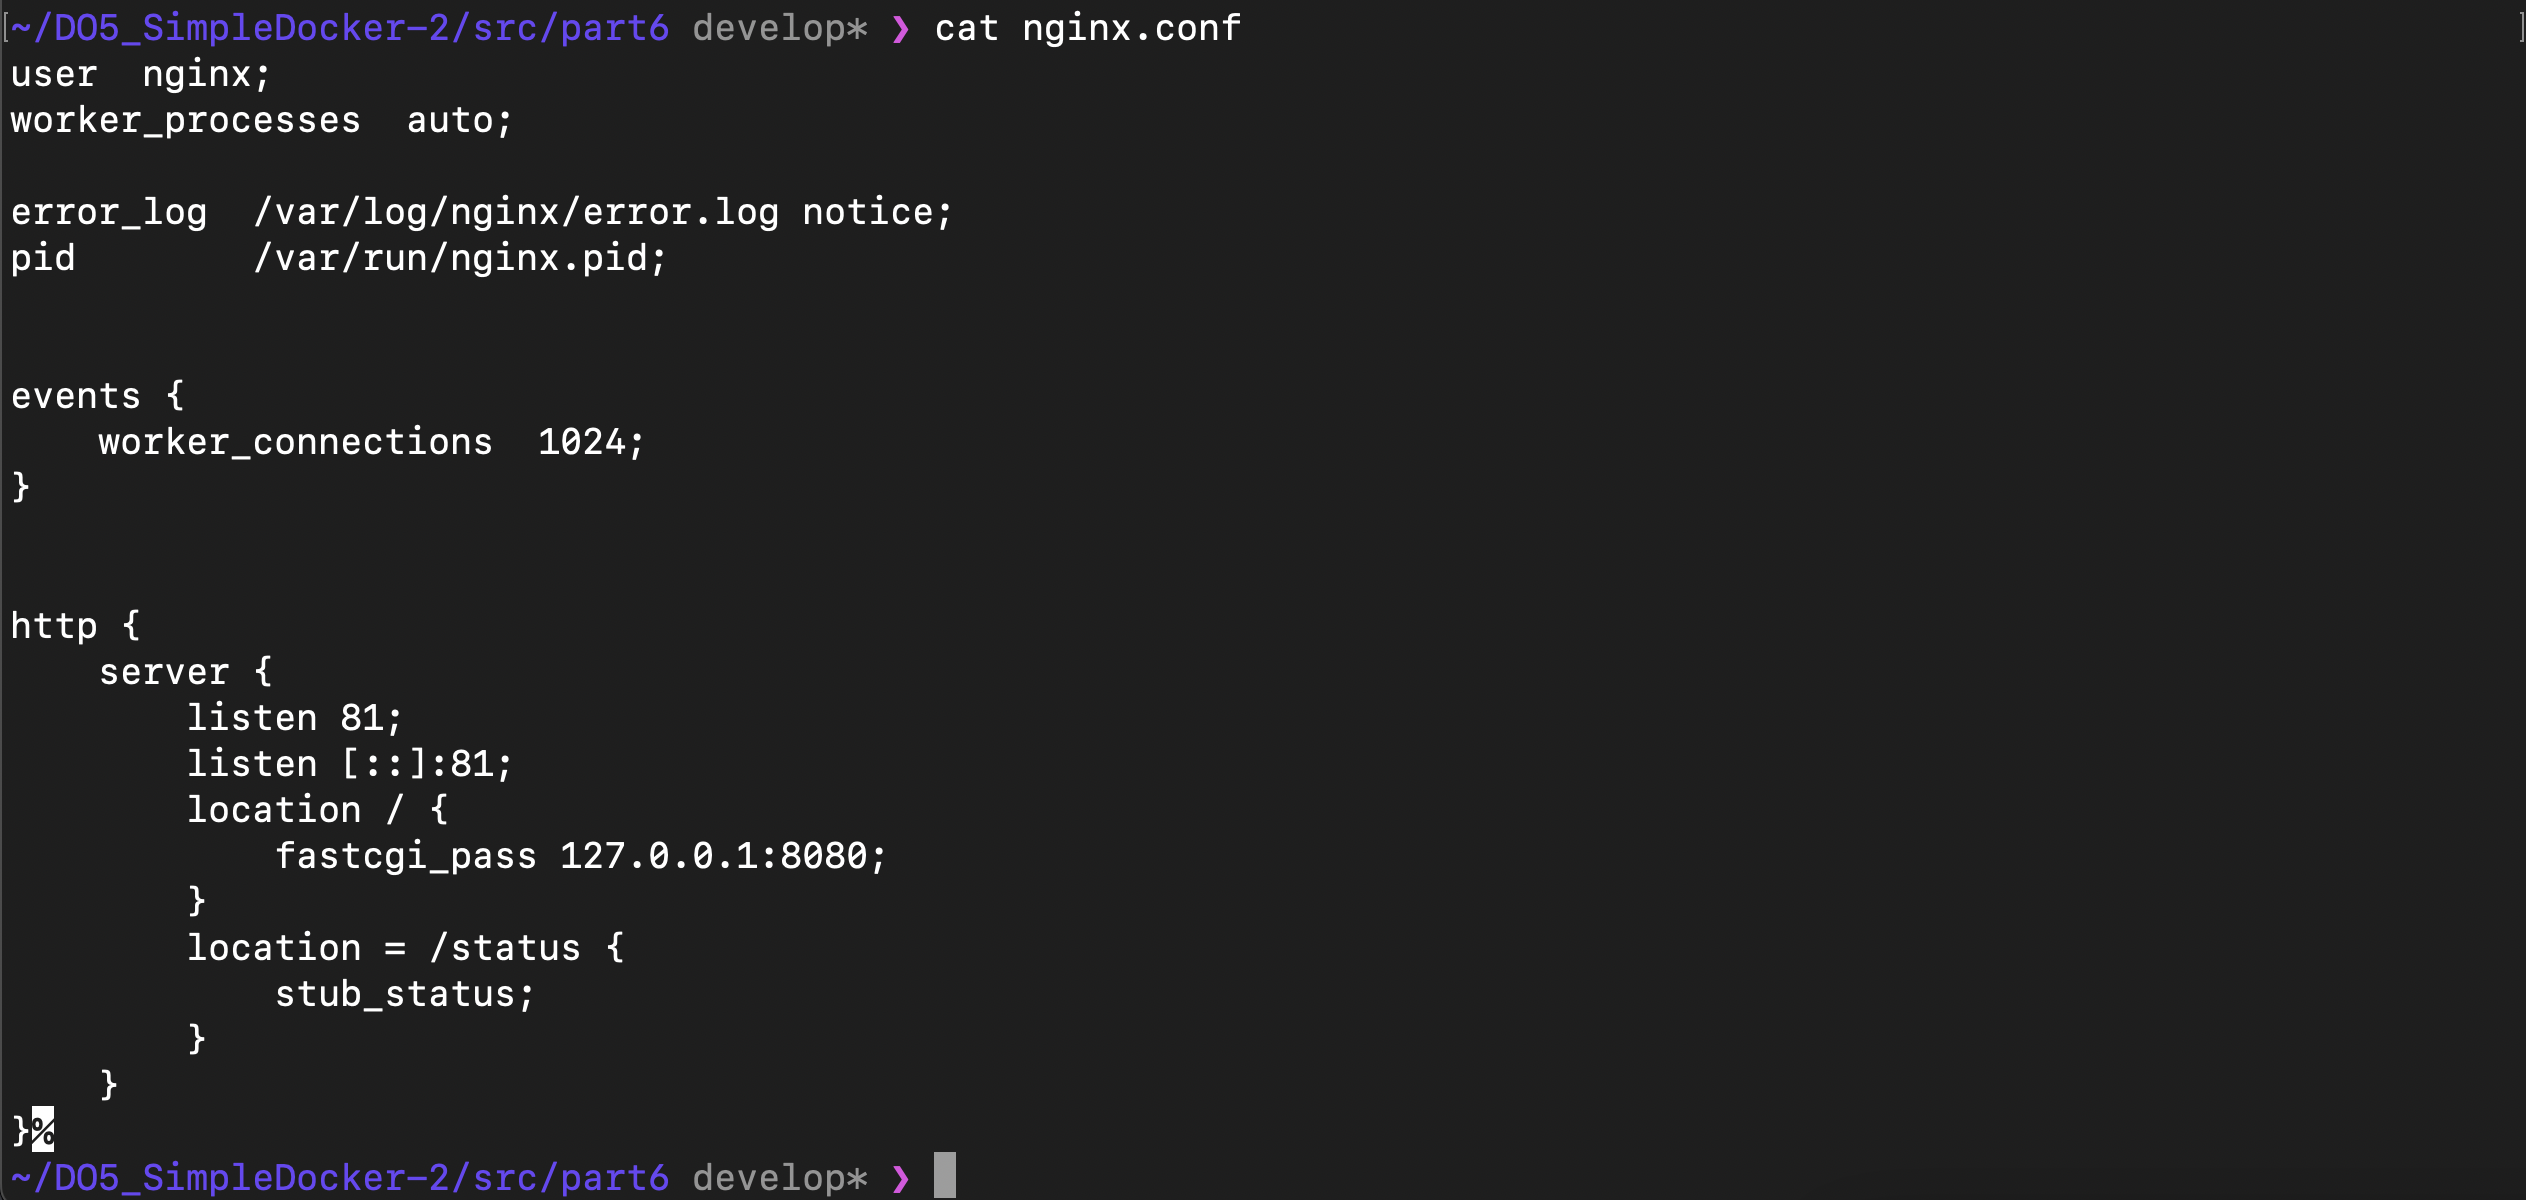 [~/DO5_SimpleDocker-2/src/part6 develop* ❯ cat nginx.conf ]
user  nginx;
worker_processes  auto;

error_log  /var/log/nginx/error.log notice;
pid        /var/run/nginx.pid;


events {
    worker_connections  1024;
}


http {
    server {
        listen 81;
        listen [::]:81;
        location / {
            fastcgi_pass 127.0.0.1:8080;
        }
        location = /status {
            stub_status;
        }
    }
}%
~/DO5_SimpleDocker-2/src/part6 develop* ❯